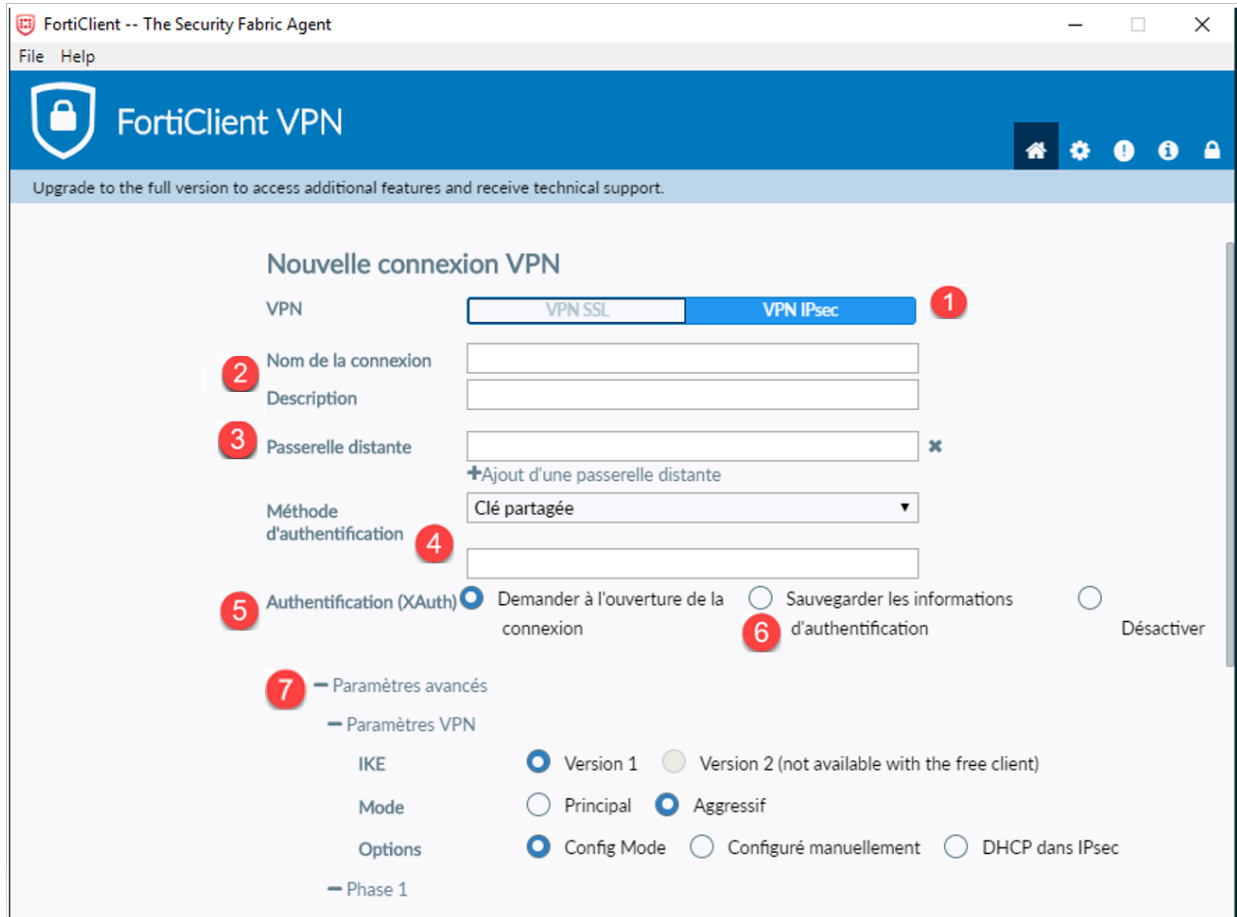 FortiClient -- The Security Fabric Agent
File Help
FortiClient VPN
Upgrade to the full version to access additional features and receive technical support.
Nouvelle connexion VPN
VPN VPN SSL VPN IPsec 1
2 Nom de la connexion
Description
3 Passerelle distante
+Ajout d'une passerelle distante
Méthode Clé partagée
d'authentification 4
5 Authentification (XAuth) Demander à l'ouverture de la Sauvegarder les informations
connexion 6 d'authentification Désactiver
7 Paramètres avancés
Paramètres VPN
IKE Version 1 Version 2 (not available with the free client)
Mode Principal Aggressif
Options Config Mode Configuré manuellement DHCP dans IPsec
Phase 1